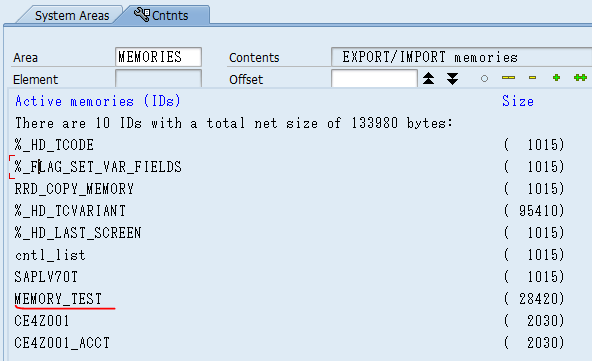 System Areas Cntnts
Area MEMORIES Contents EXPORT/IMPORT memories
Element Offset
Active memories (IDs) Size
There are 10 IDs with a total net size of 133980 bytes:
%_HD_TCODE ( 1015)
%_FLAG_SET_VAR_FIELDS ( 1015)
RRD_COPY_MEMORY ( 1015)
%_HD_TCVARIANT ( 95410)
%_HD_LAST_SCREEN ( 1015)
cntl_list ( 1015)
SAPLV70T ( 1015)
MEMORY_TEST ( 28420)
CE4Z001 ( 2030)
CE4Z001_ACCT ( 2030)